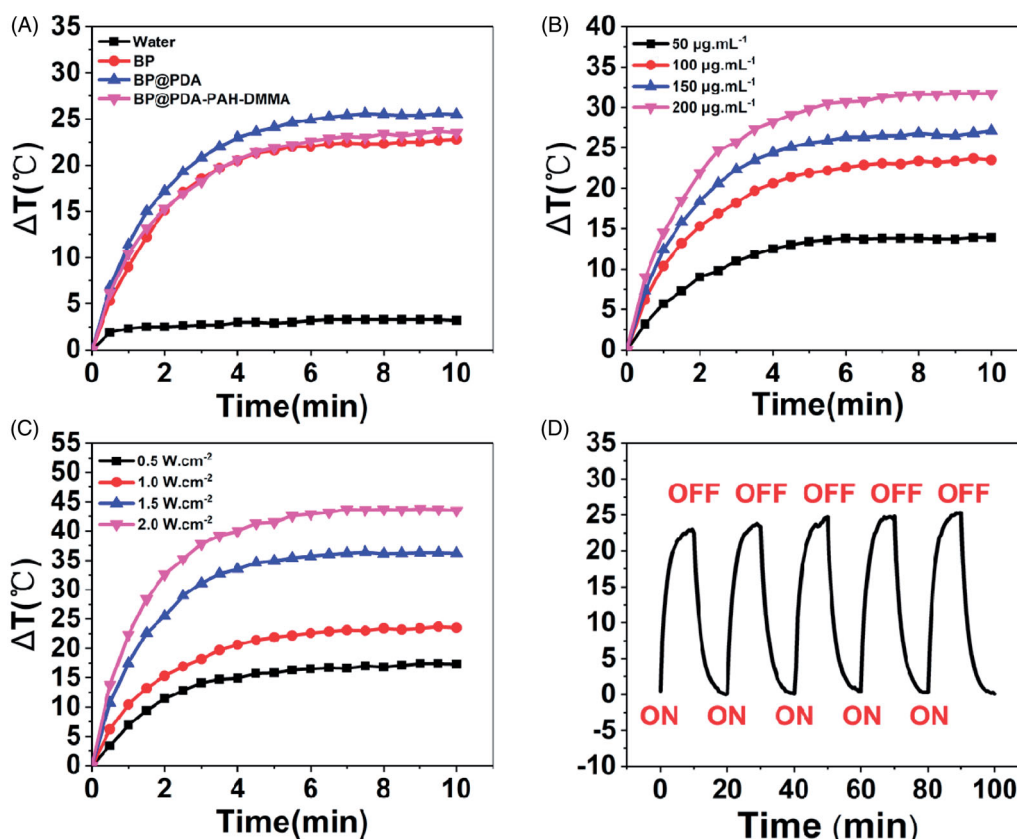 (A)
35
30
25
20
15
10
5
0
ΔT(℃)
Water
BP
BP@PDA
BP@PDA-PAH-DMMA
0 2 4 6 8 10
Time(min)
(B)
40
35
30
25
20
15
10
5
0
ΔT(℃)
50 μg.mL⁻¹
100 μg.mL⁻¹
150 μg.mL⁻¹
200 μg.mL⁻¹
0 2 4 6 8 10
Time(min)
(C)
55
50
45
40
35
30
25
20
15
10
5
0
ΔT(℃)
0.5 W.cm⁻²
1.0 W.cm⁻²
1.5 W.cm⁻²
2.0 W.cm⁻²
0 2 4 6 8 10
Time(min)
(D)
35
30
25
20
15
10
5
0
-5
-10
OFF OFF OFF OFF OFF
ON ON ON ON ON
0 20 40 60 80 100
Time (min)